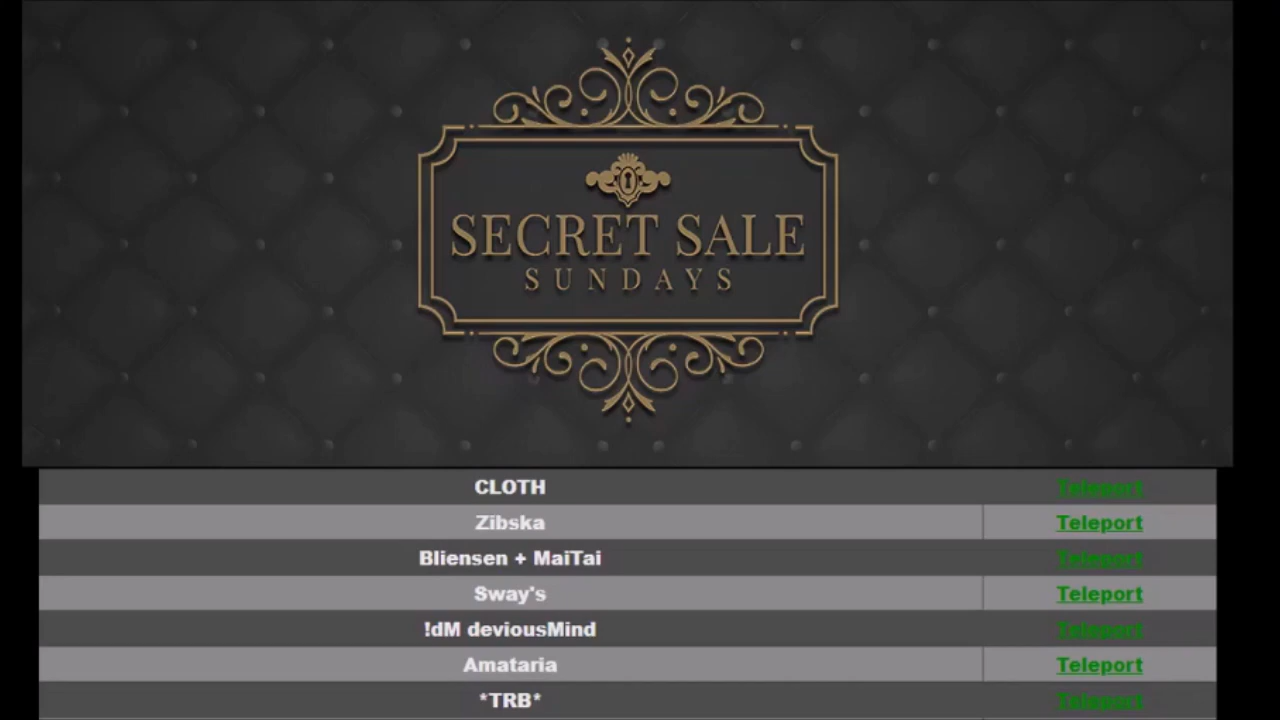 SECRET SALE
SUNDAYS
CLOTH Teleport
Zibska Teleport
Bliensen + MaiTai Teleport
Sway's Teleport
!dM deviousMind Teleport
Amataria Teleport
*TRB* Teleport